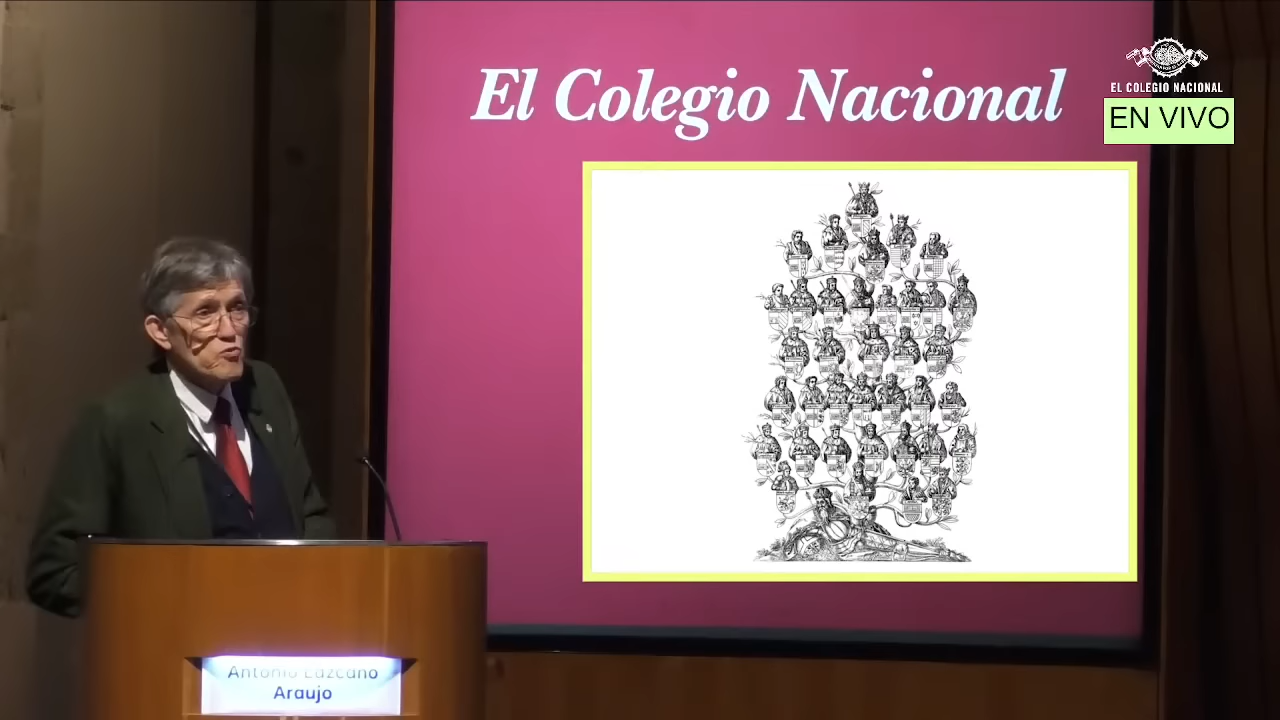 El Colegio Nacional
EL COLEGIO NACIONAL
EN VIVO
Antonio Lazcano
Araujo